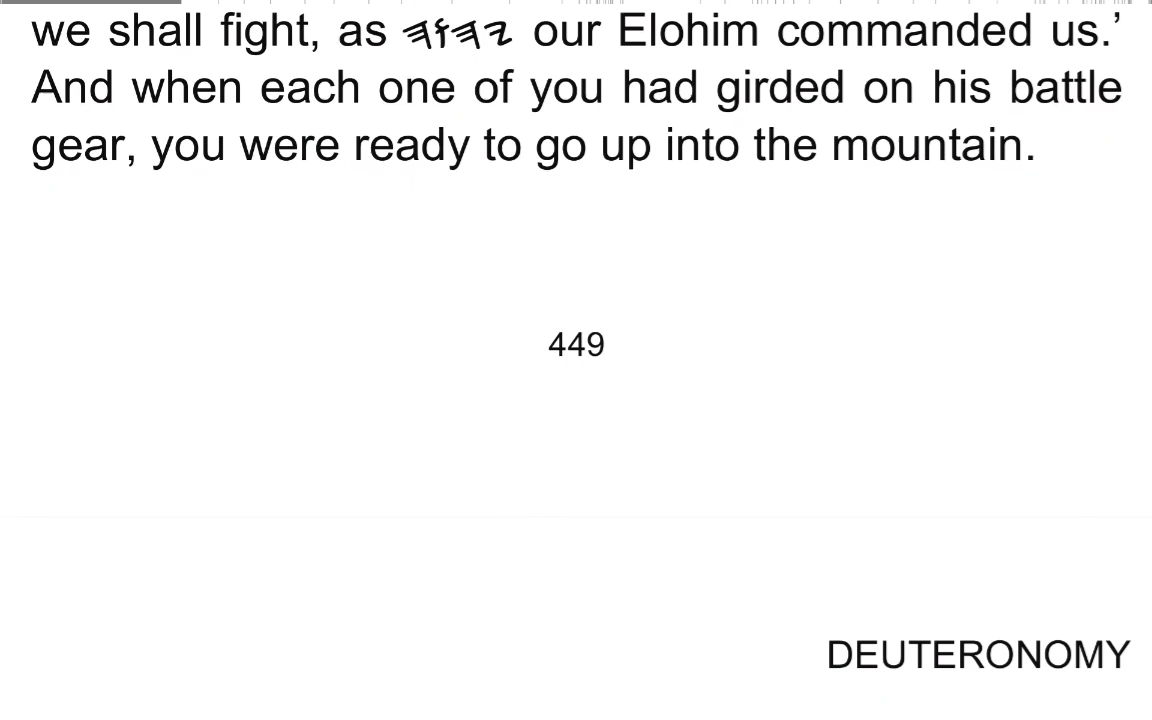 we shall fight, as 𐤉𐤄𐤅𐤄 our Elohim commanded us.’
And when each one of you had girded on his battle
gear, you were ready to go up into the mountain.
449
DEUTERONOMY